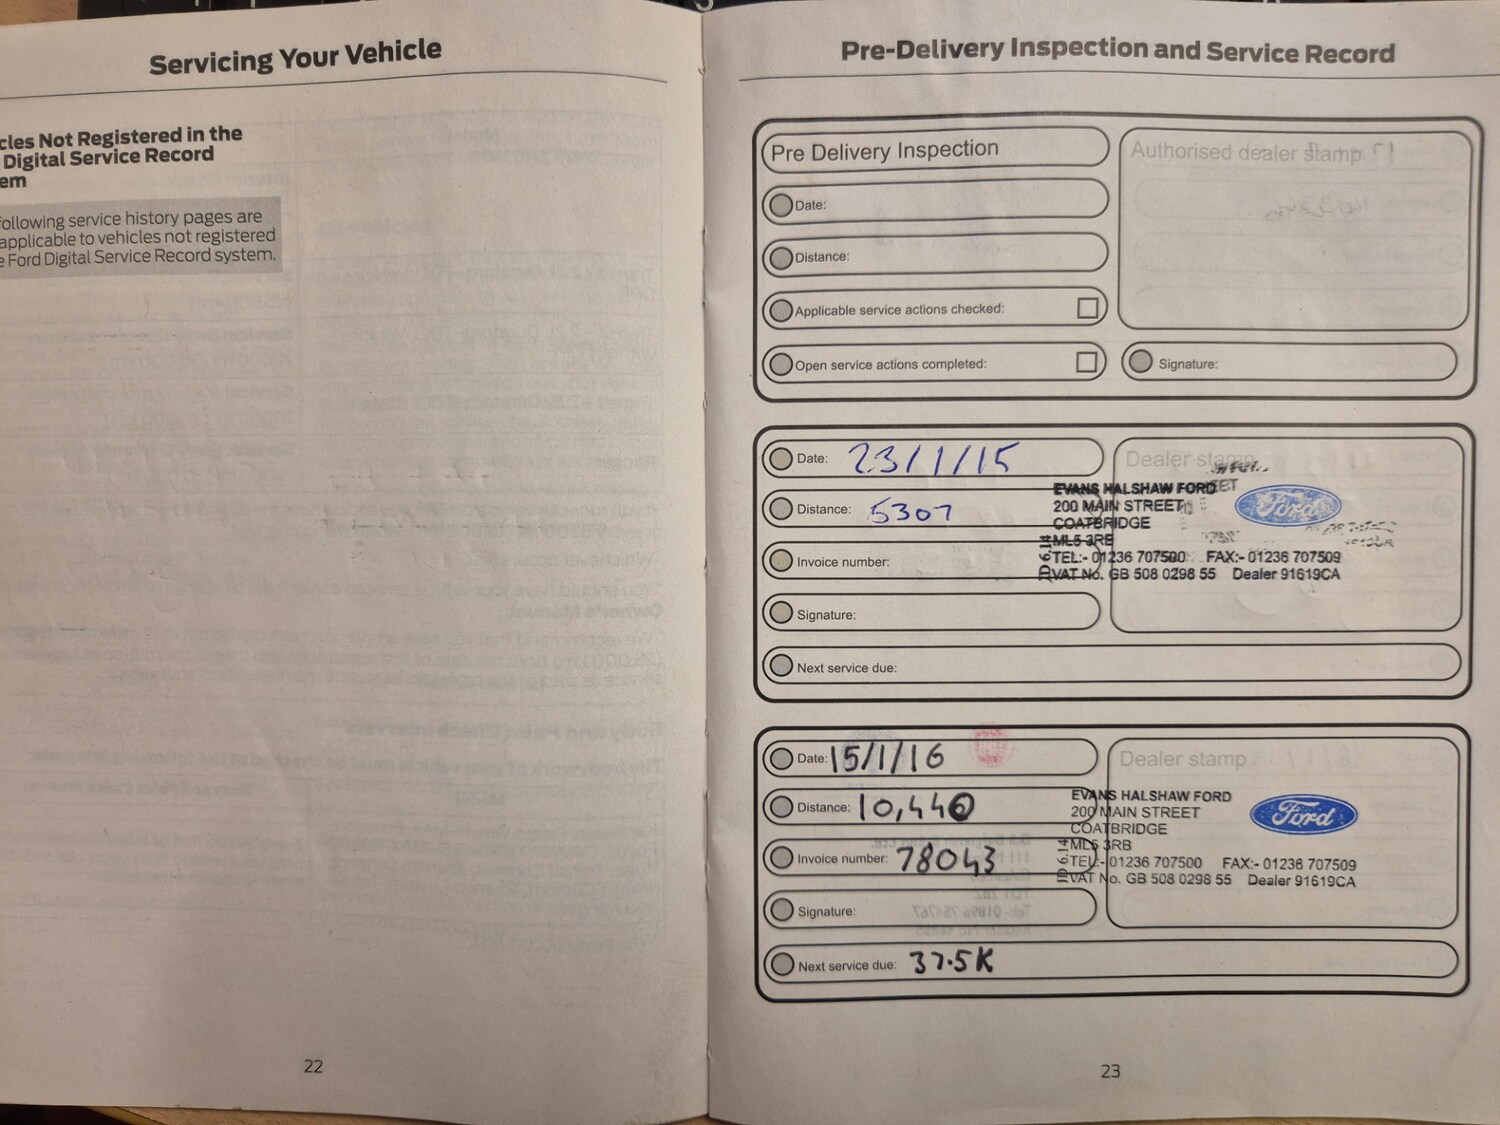 Servicing Your Vehicle
cles Not Registered in the
Digital Service Record
em
following service history pages are
applicable to vehicles not registered
e Ford Digital Service Record system.
22
Pre-Delivery Inspection and Service Record
Pre Delivery Inspection
Authorised dealer stamp
Date:
Distance:
Applicable service actions checked:
Open service actions completed:
Signature:
Date: 23/1/15
Dealer stamp
Distance: 5307
EVANS HALSHAW FORD
200 MAIN STREET
COATBRIDGE
ML5 3RB
TEL:- 01236 707500 FAX:- 01236 707509
VAT No. GB 508 0298 55 Dealer 91619CA
Ford
Invoice number:
Signature:
Next service due:
Date: 15/1/16
Dealer stamp
Distance: 10,440
EVANS HALSHAW FORD
200 MAIN STREET
COATBRIDGE
ML5 3RB
TEL:- 01236 707500 FAX:- 01236 707509
VAT No. GB 508 0298 55 Dealer 91619CA
Ford
Invoice number: 78043
Signature:
Next service due: 37.5K
23